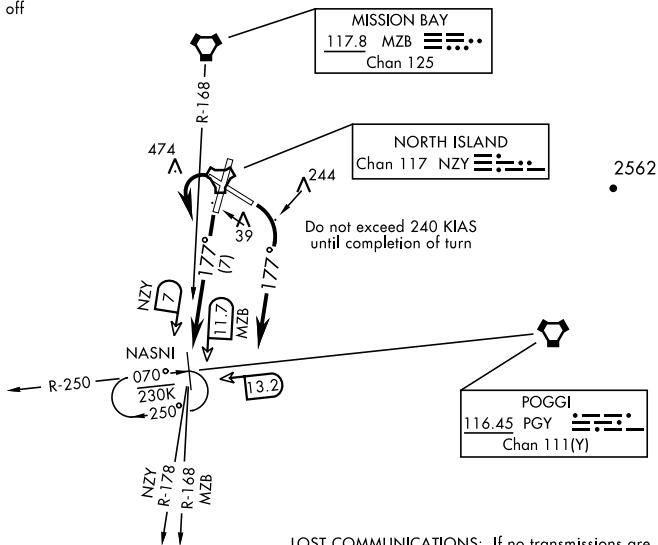 off
MISSION BAY
117.8 MZB
Chan 125
R-168
NORTH ISLAND
Chan 117 NZY
474
244
2562
39
Do not exceed 240 KIAS
until completion of turn
177°
(7)
177°
NZY
7
11.7
MZB
NASNI
R-250
070°
230K
250°
13.2
POGGI
116.45 PGY
Chan 111(Y)
NZY
R-178
R-168
MZB
LOST COMMUNICATIONS: If no transmissions are